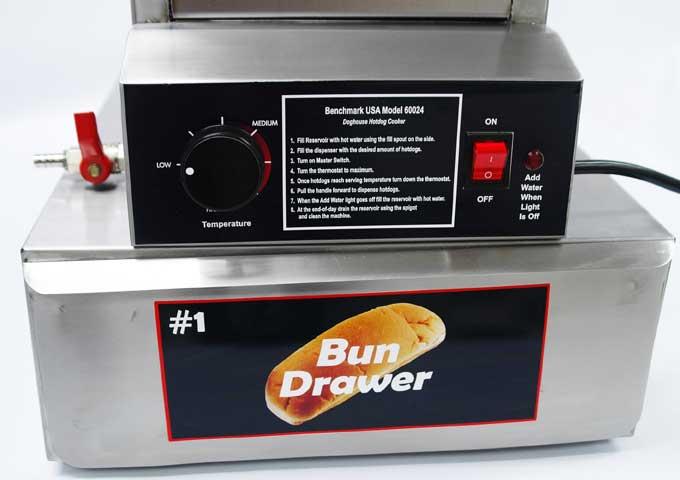 Benchmark USA Model 60024
Doghouse Hotdog Cooker
1. Fill Reservoir with hot water using the fill spout on the side.
2. Fill the dispenser with the desired amount of hotdogs.
3. Turn on Master Switch.
4. Turn the thermostat to maximum.
5. Once hotdogs reach serving temperature turn down the thermostat.
6. Pull the handle forward to dispense hotdogs.
7. When the Add Water light goes off fill the reservoir with hot water.
8. At the end-of-day drain the reservoir using the spigot
and clean the machine.
LOW
MEDIUM
Temperature
ON
I
O
OFF
Add
Water
When
Light
Is Off
#1
Bun
Drawer